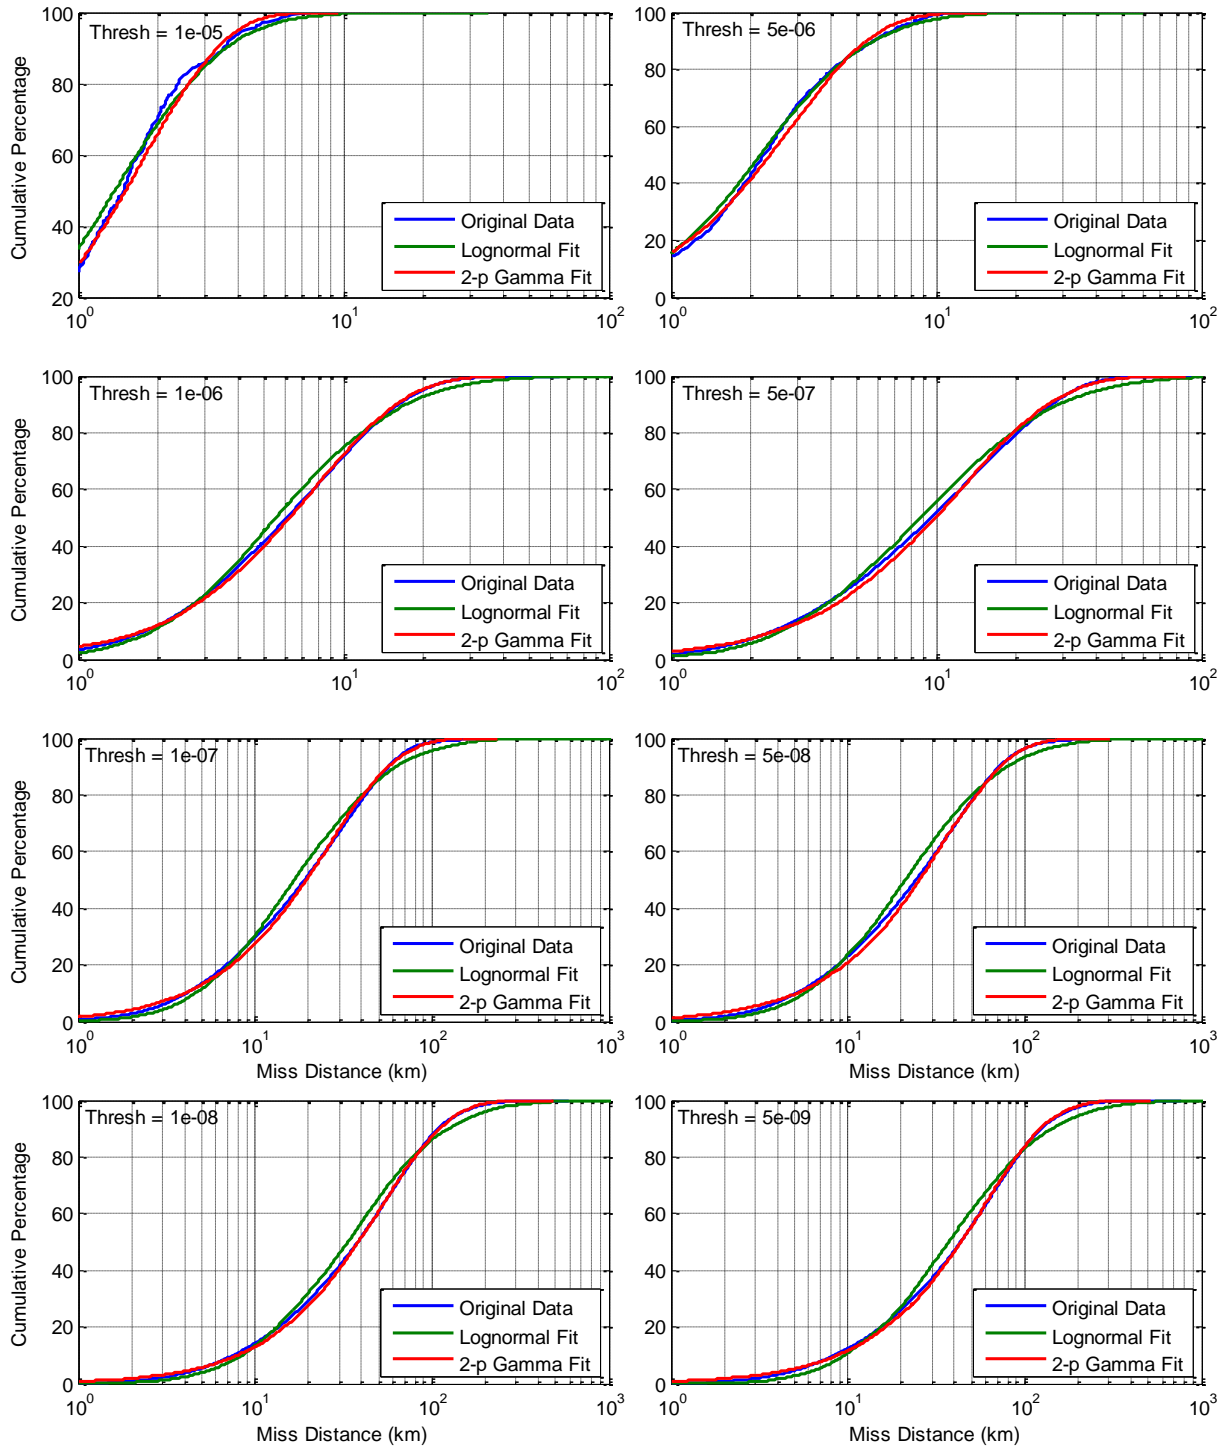 Thresh = 1e-05
Cumulative Percentage
100
80
60
40
20
10^0
10^1
10^2
Original Data
Lognormal Fit
2-p Gamma Fit
Thresh = 5e-06
100
80
60
40
20
0
10^0
10^1
10^2
Original Data
Lognormal Fit
2-p Gamma Fit
Thresh = 1e-06
Cumulative Percentage
100
80
60
40
20
0
10^0
10^1
10^2
Original Data
Lognormal Fit
2-p Gamma Fit
Thresh = 5e-07
100
80
60
40
20
0
10^0
10^1
10^2
Original Data
Lognormal Fit
2-p Gamma Fit
Thresh = 1e-07
Cumulative Percentage
100
80
60
40
20
0
10^0
10^1
10^2
10^3
Miss Distance (km)
Original Data
Lognormal Fit
2-p Gamma Fit
Thresh = 5e-08
100
80
60
40
20
0
10^0
10^1
10^2
10^3
Miss Distance (km)
Original Data
Lognormal Fit
2-p Gamma Fit
Thresh = 1e-08
Cumulative Percentage
100
80
60
40
20
0
10^0
10^1
10^2
10^3
Miss Distance (km)
Original Data
Lognormal Fit
2-p Gamma Fit
Thresh = 5e-09
100
80
60
40
20
0
10^0
10^1
10^2
10^3
Miss Distance (km)
Original Data
Lognormal Fit
2-p Gamma Fit